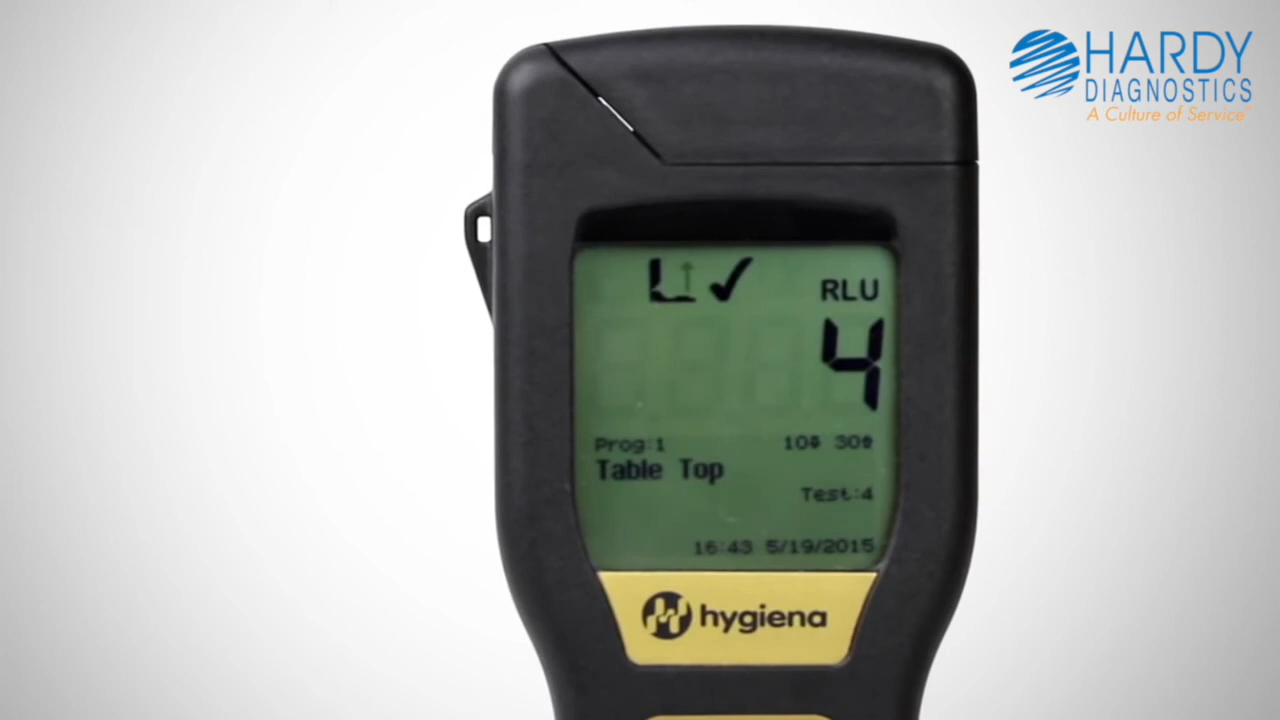 HARDY
DIAGNOSTICS
A Culture of Service™
✓
RLU
4
Prog:1 10↓ 30↑
Table Top
Test:4
16:43 5/19/2015
hygiena